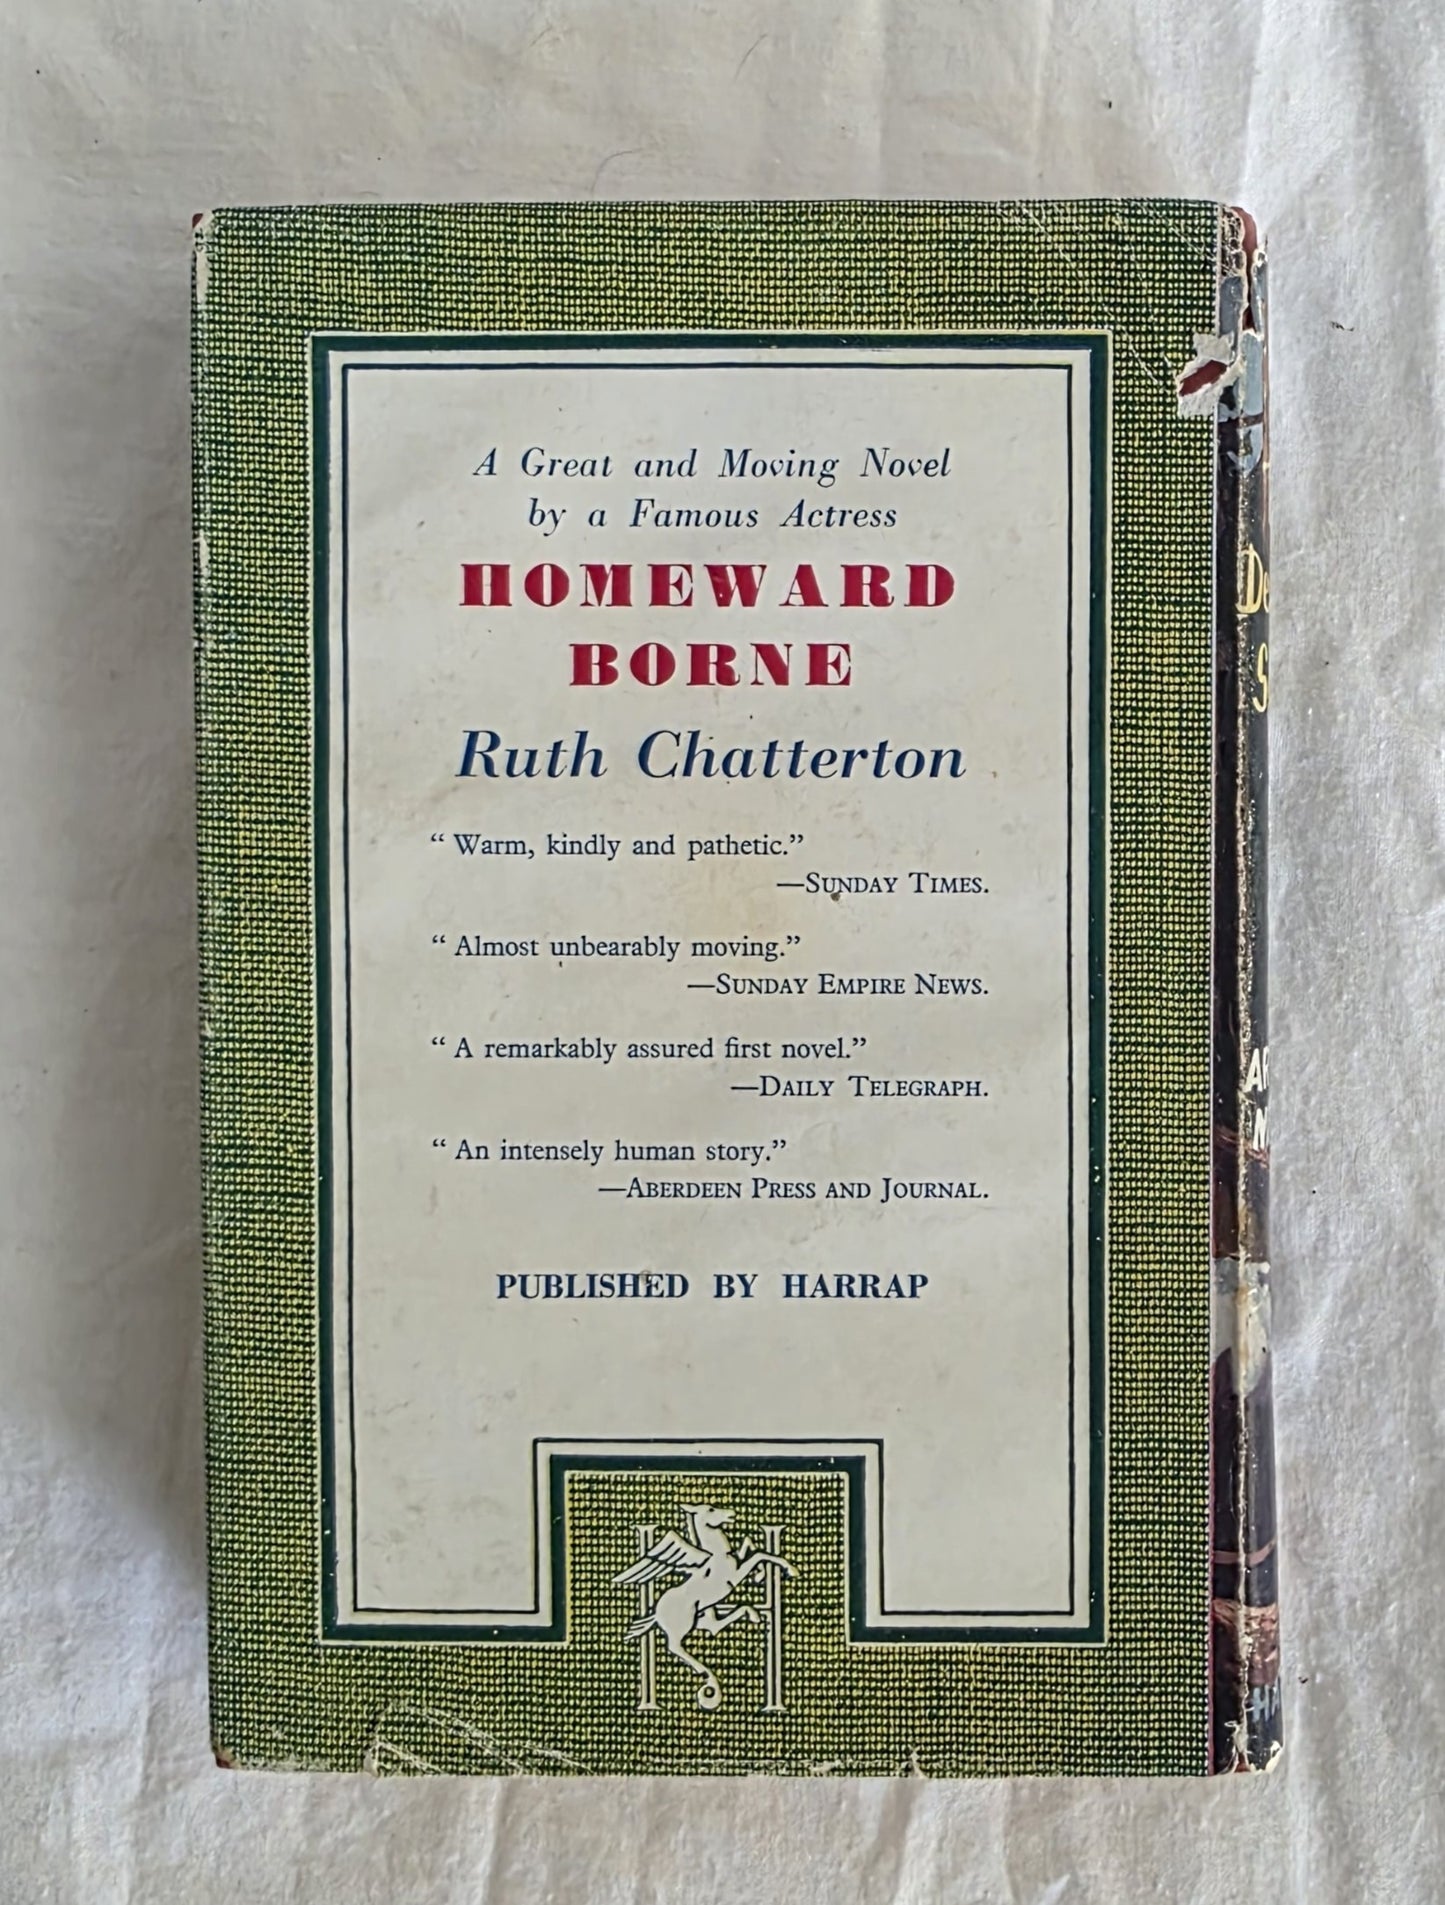 A Great and Moving Novel
by a Famous Actress
HOMEWARD
BORNE
Ruth Chatterton
“ Warm, kindly and pathetic.”
—SUNDAY TIMES.
“ Almost unbearably moving.”
—SUNDAY EMPIRE NEWS.
“ A remarkably assured first novel.”
—DAILY TELEGRAPH.
“ An intensely human story.”
—ABERDEEN PRESS AND JOURNAL.
PUBLISHED BY HARRAP
H